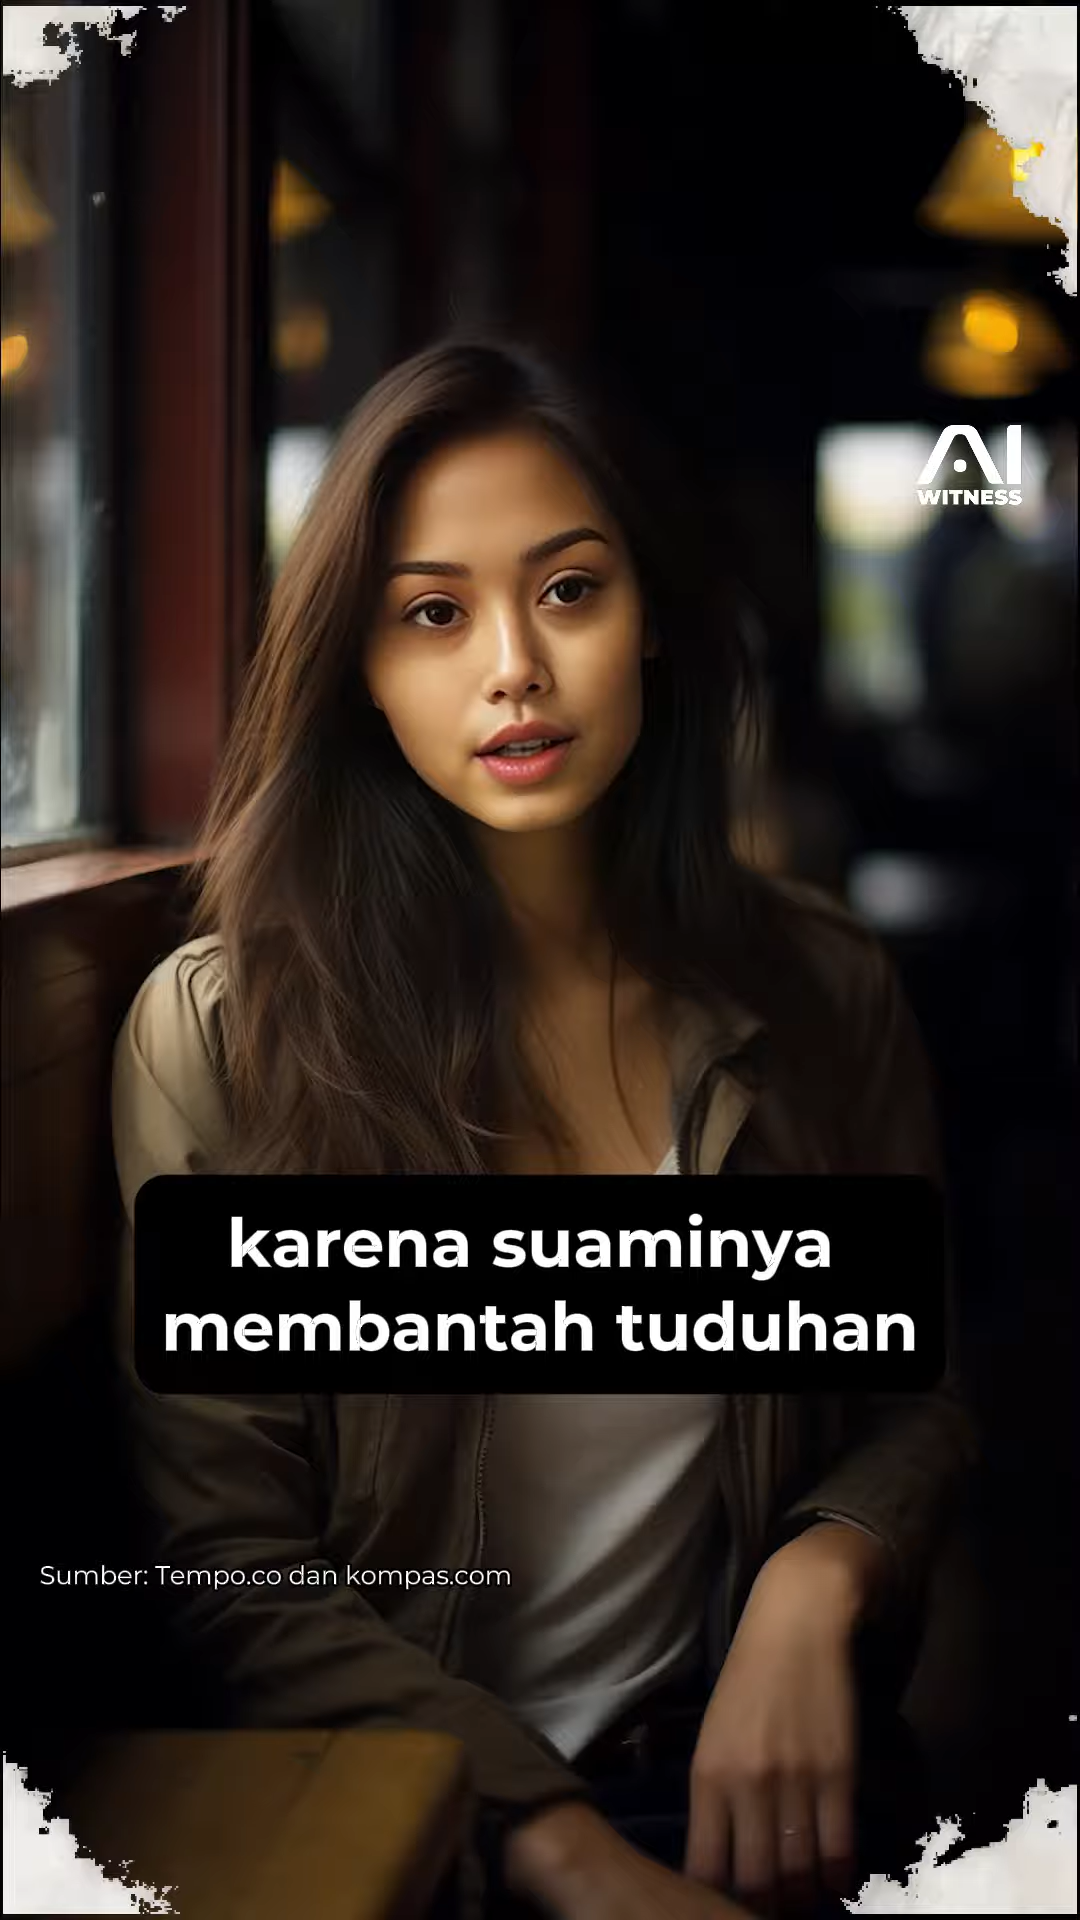 AI
WITNESS
karena suaminya
membantah tuduhan
Sumber: Tempo.co dan kompas.com